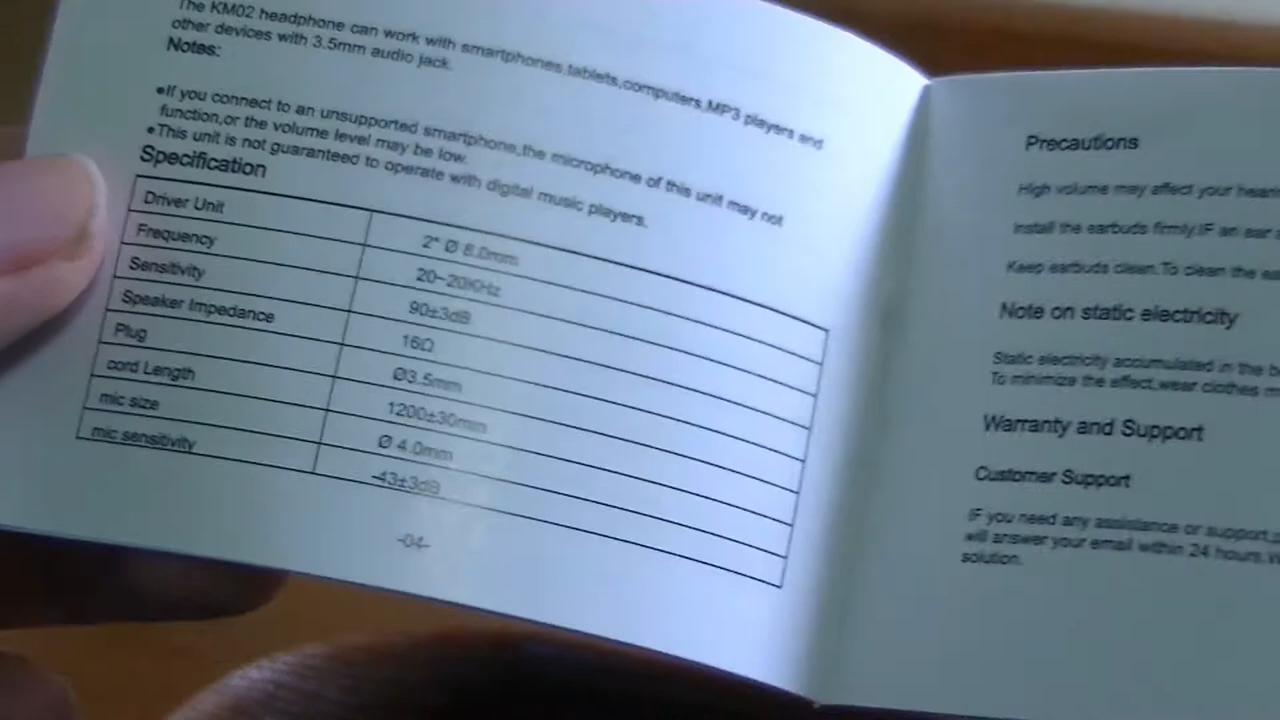 The KM02 headphone can work with smartphones,tablets,computers,MP3 players and
other devices with 3.5mm audio jack.
Notes:
●If you connect to an unsupported smartphone,the microphone of this unit may not
function,or the volume level may be low.
●This unit is not guaranteed to operate with digital music players.
Specification
Driver Unit 2* Ø 8.0mm
Frequency 20~20KHz
Sensitivity 90±3dB
Speaker Impedance 16Ω
Plug Ø3.5mm
cord Length 1200±30mm
mic size Ø 4.0mm
mic sensitivity -43±3dB
-04-
Precautions
High volume may affect your
Install the earbuds firmly.IF an ear
Keep earbuds clean.To clean the
Note on static electricity
Static electricity accumulated in the
To minimize the effect,wear clothes
Warranty and Support
Customer Support
IF you need any assistance or support,
will answer your email within 24 hours.
solution.